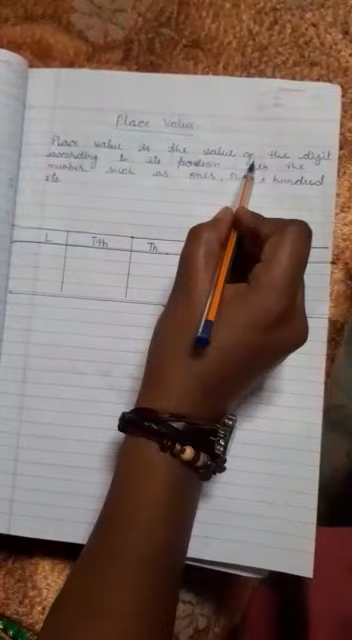 Place Value
Place value is the value of the digit
according to its position in the
number such as ones, hundred
etc
L T.th Th